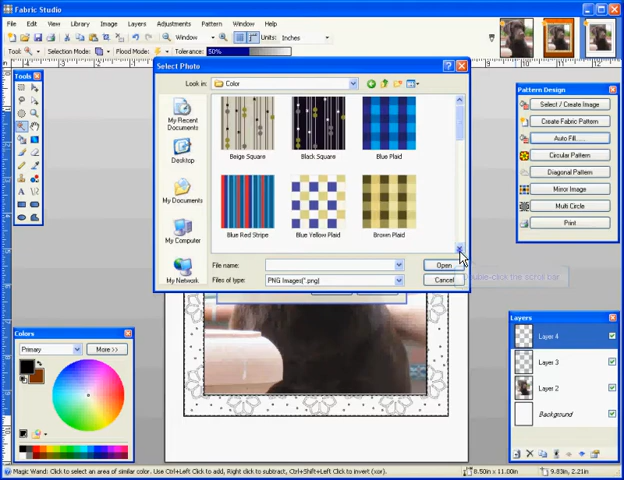 Fabric Studio
File Edit View Library Image Layers Adjustments Pattern Window Help
Window Units: Inches
Tool: Selection Mode: Flood Mode: Tolerance: 50%
Tools
Select Photo
Look in: Color
My Recent Documents
Desktop
My Documents
My Computer
My Network
Beige Square Black Square Blue Plaid
Blue Red Stripe Blue Yellow Plaid Brown Plaid
File name: Open
Files of type: PNG Images(*.png) Cancel
Double-click the scroll bar
Pattern Design
Select / Create Image
Create Fabric Pattern
Auto Fill....
Circular Pattern
Diagonal Pattern
Mirror Image
Multi Circle
Print
Colors
Primary More >>
Layers
Layer 4
Layer 3
Layer 2
Background
Magic Wand: Click to select an area of similar color. Use Ctrl+Left Click to add, Right click to subtract, Ctrl+Shift+Left Click to invert (xor).
8.50in x 11.00in 9.83in, 2.21in